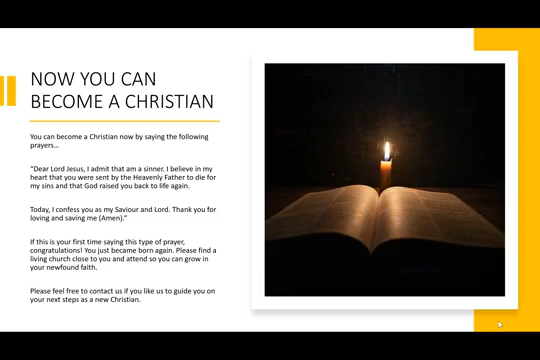 NOW YOU CAN
BECOME A CHRISTIAN
You can become a Christian now by saying the following
prayers...
“Dear Lord Jesus, I admit that am a sinner. I believe in my
heart that you were sent by the Heavenly Father to die for
my sins and that God raised you back to life again.
Today, I confess you as my Saviour and Lord. Thank you for
loving and saving me (Amen).”
If this is your first time saying this type of prayer,
congratulations! You just became born again. Please find a
living church close to you and attend so you can grow in
your newfound faith.
Please feel free to contact us if you like us to guide you on
your next steps as a new Christian.